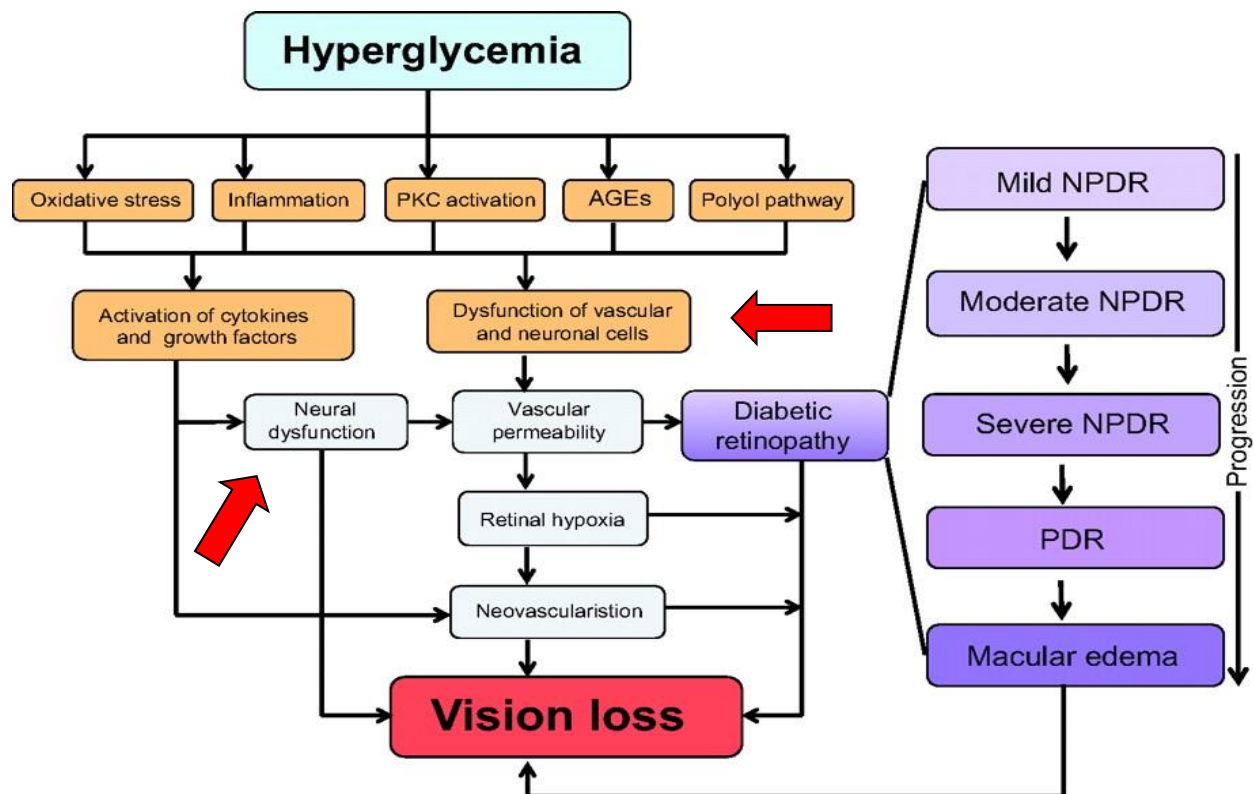 Hyperglycemia
Oxidative stress
Inflammation
PKC activation
AGEs
Polyol pathway
Activation of cytokines
and growth factors
Dysfunction of vascular
and neuronal cells
Neural
dysfunction
Vascular
permeability
Diabetic
retinopathy
Retinal hypoxia
Neovascularistion
Vision loss
Mild NPDR
Moderate NPDR
Severe NPDR
PDR
Macular edema
Progression